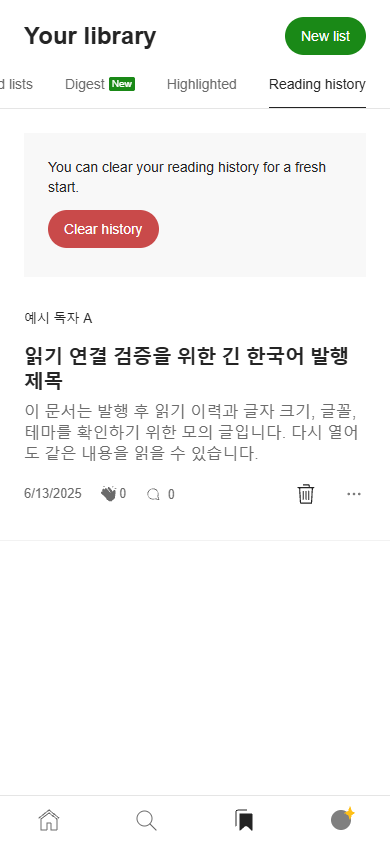 Your library
New list
d lists
Digest New
Highlighted
Reading history
You can clear your reading history for a fresh
start.
Clear history
예시 독자 A
읽기 연결 검증을 위한 긴 한국어 발행
제목
이 문서는 발행 후 읽기 이력과 글자 크기, 글꼴,
테마를 확인하기 위한 모의 글입니다. 다시 열어
도 같은 내용을 읽을 수 있습니다.
6/13/2025
0
0